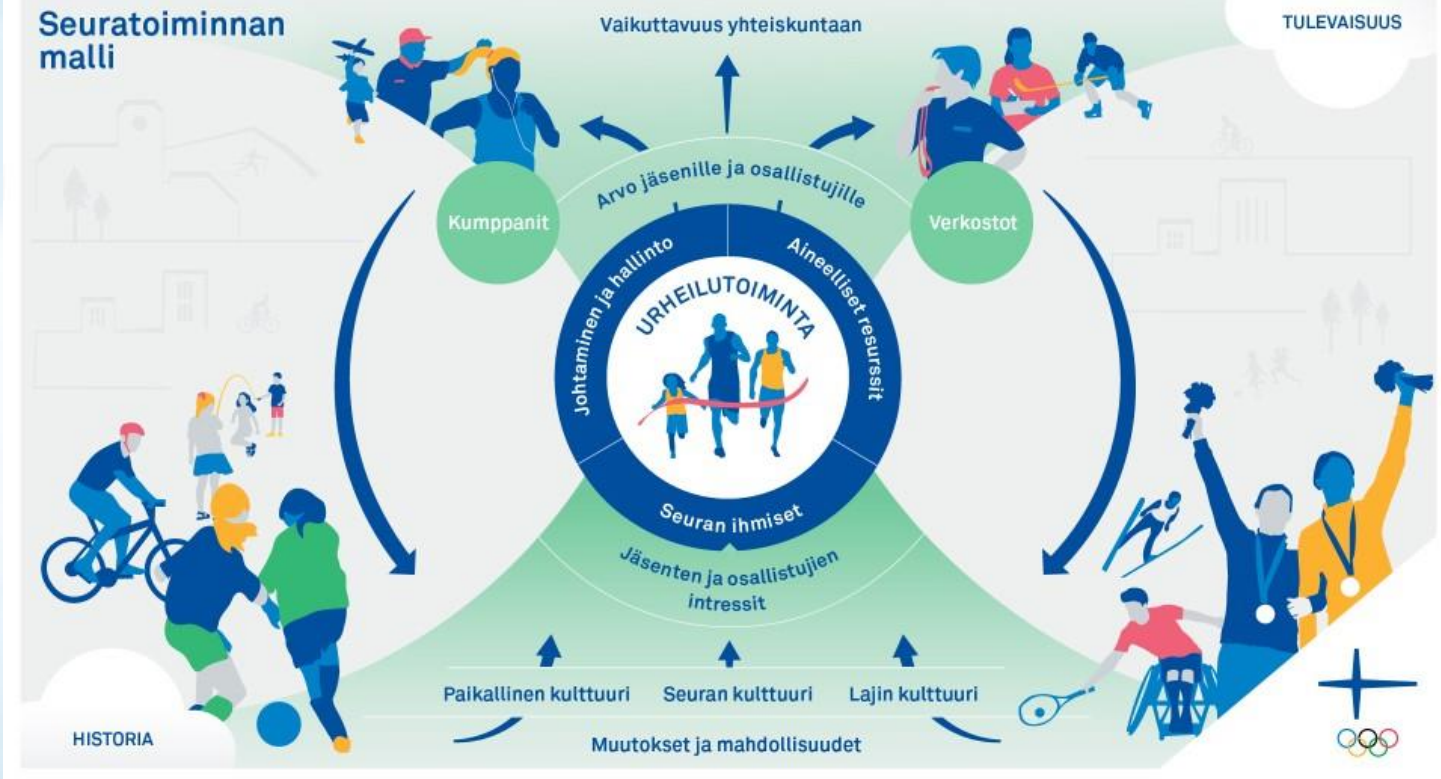 Seuratoiminnan
malli
Vaikuttavuus yhteiskuntaan
TULEVAISUUS
Arvo jäsenille ja osallistujille
Kumppanit
Verkostot
Johtaminen ja hallinto
Aineelliset resurssit
URHEILUTOIMINTA
Seuran ihmiset
Jäsenten ja osallistujien
intressit
Paikallinen kulttuuri
Seuran kulttuuri
Lajin kulttuuri
HISTORIA
Muutokset ja mahdollisuudet